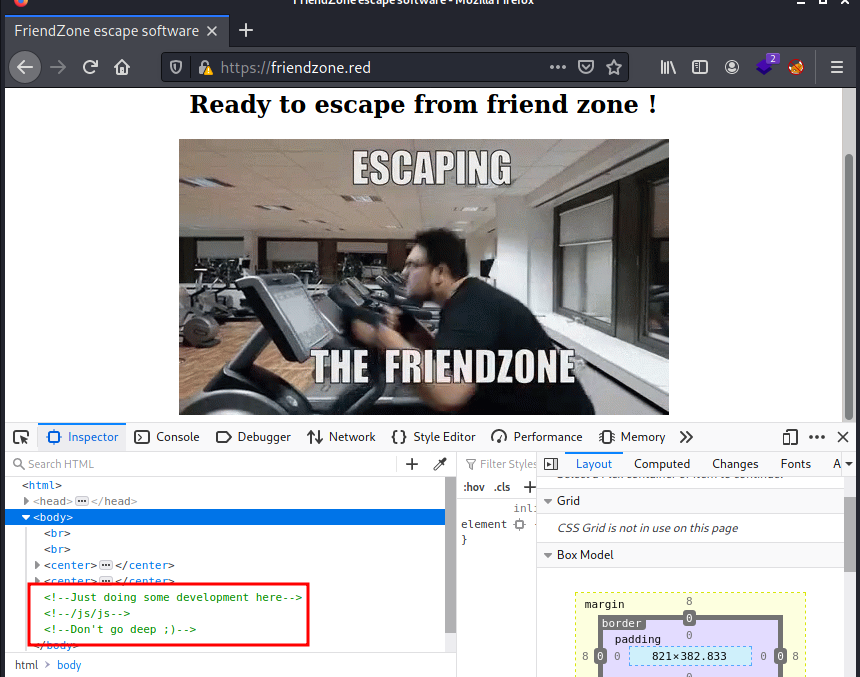 FriendZone escape software - Mozilla Firefox
FriendZone escape software
https://friendzone.red
2
Ready to escape from friend zone !
ESCAPING
THE FRIENDZONE
Inspector Console Debugger Network Style Editor Performance Memory
Search HTML
Filter Styles
Layout Computed Changes Fonts A
<html>
<head> </head>
<body>
<br>
<br>
<center> </center>
<center> </center>
<!--Just doing some development here-->
<!--/js/js-->
<!--Don't go deep ;)-->
</body>
html > body
:hov .cls
element
}
Grid
CSS Grid is not in use on this page
Box Model
margin
8
border
0
padding
0
8 0 0 821×382.833 0 0 8